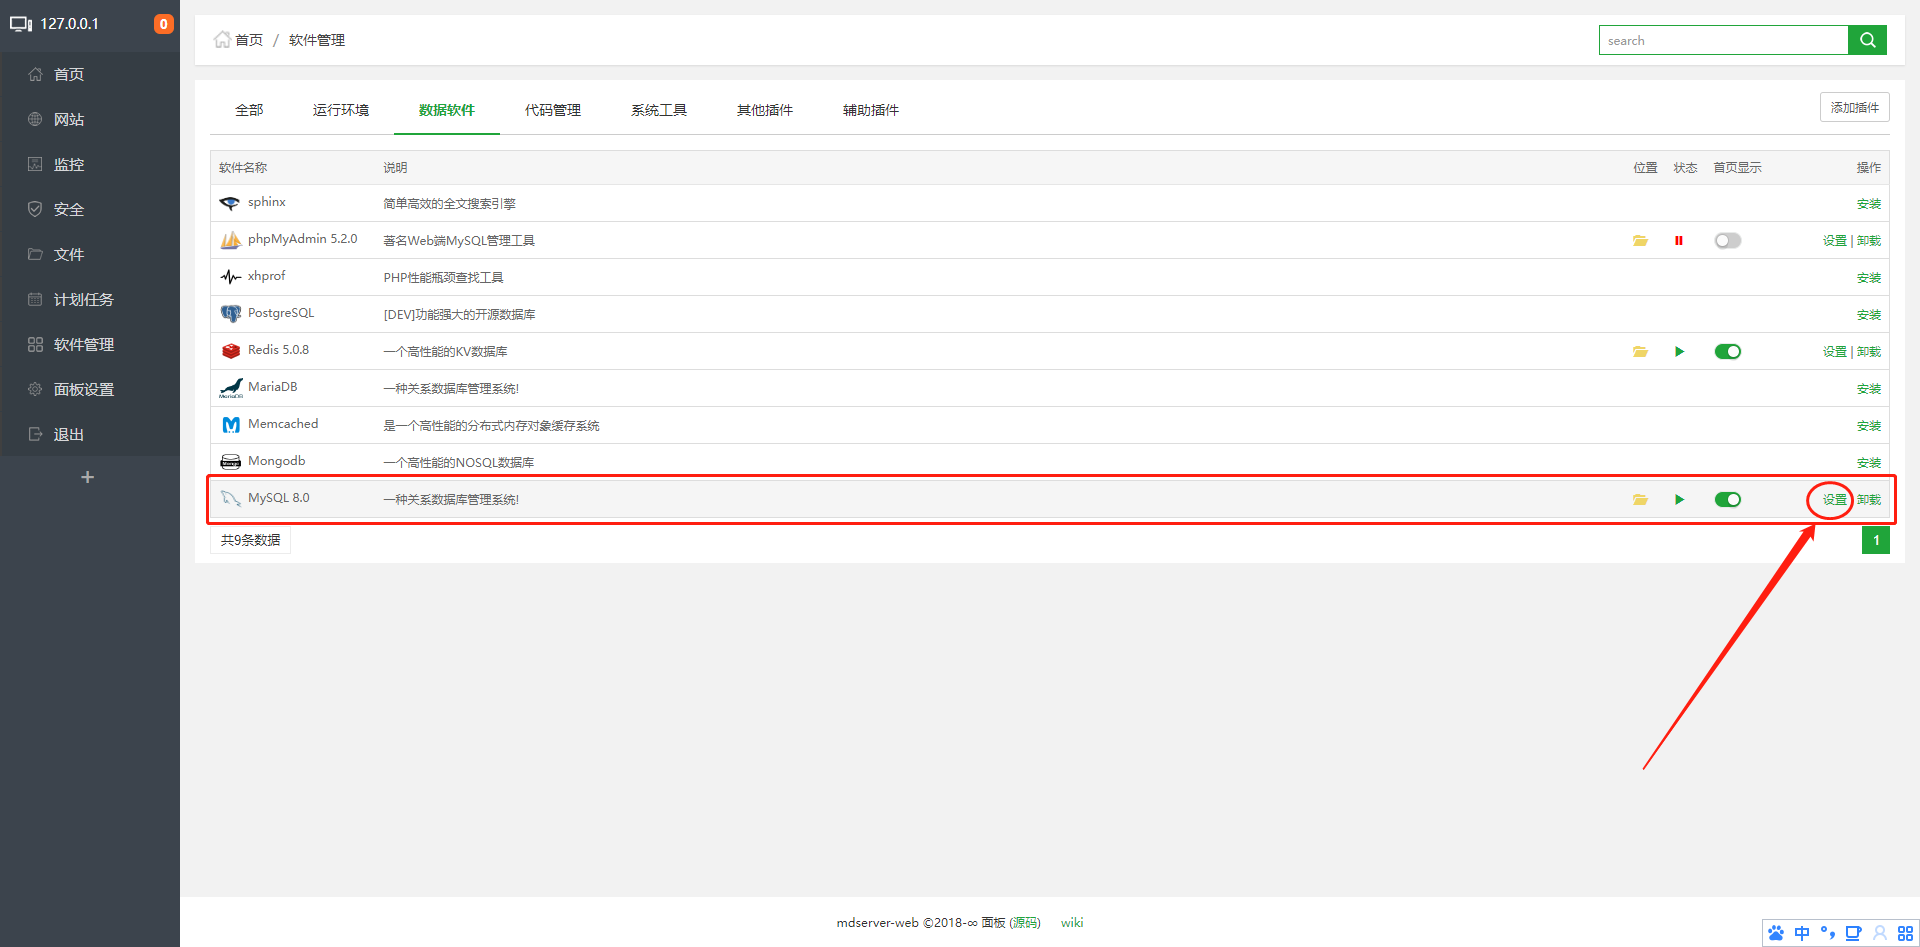 127.0.0.1 0
首页
网站
监控
安全
文件
计划任务
软件管理
面板设置
退出
+
首页 / 软件管理
search
全部 运行环境 数据软件 代码管理 系统工具 其他插件 辅助插件 添加插件
软件名称 说明 位置 状态 首页显示 操作
sphinx 简单高效的全文搜索引擎 安装
phpMyAdmin 5.2.0 著名Web端MySQL管理工具 设置 | 卸载
xhprof PHP性能瓶颈查找工具 安装
PostgreSQL [DEV]功能强大的开源数据库 安装
Redis 5.0.8 一个高性能的KV数据库 设置 | 卸载
MariaDB 一种关系数据库管理系统! 安装
Memcached 是一个高性能的分布式内存对象缓存系统 安装
Mongodb 一个高性能的NOSQL数据库 安装
MySQL 8.0 一种关系数据库管理系统! 设置 卸载
共9条数据 1
mdserver-web ©2018-∞ 面板 (源码) wiki
中